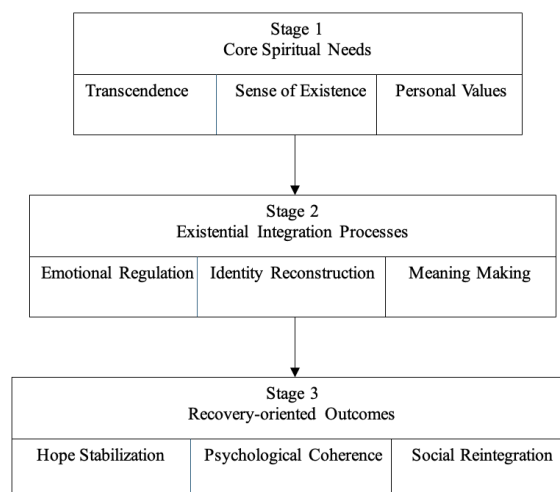 Stage 1
Core Spiritual Needs
Transcendence Sense of Existence Personal Values
Stage 2
Existential Integration Processes
Emotional Regulation Identity Reconstruction Meaning Making
Stage 3
Recovery-oriented Outcomes
Hope Stabilization Psychological Coherence Social Reintegration